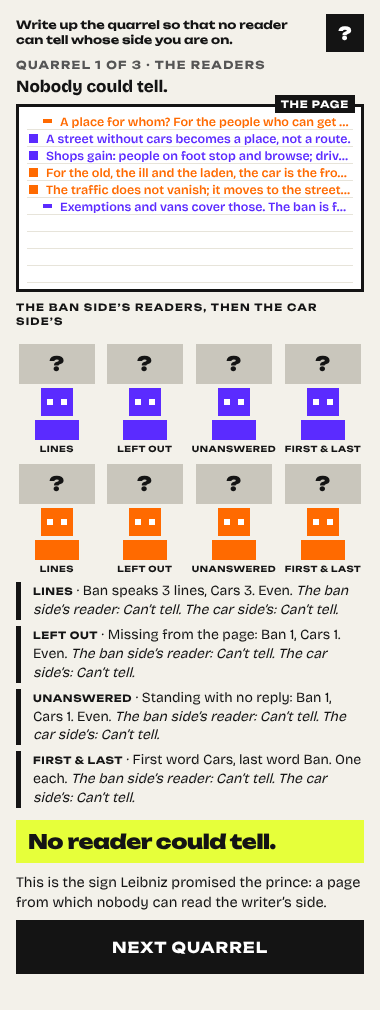 Write up the quarrel so that no reader
can tell whose side you are on.
?
QUARREL 1 OF 3 · THE READERS
Nobody could tell.
THE PAGE
A place for whom? For the people who can get ...
A street without cars becomes a place, not a route.
Shops gain: people on foot stop and browse; driv...
For the old, the ill and the laden, the car is the fro...
The traffic does not vanish; it moves to the street...
Exemptions and vans cover those. The ban is f...
THE BAN SIDE’S READERS, THEN THE CAR
SIDE’S
? ? ? ?
LINES LEFT OUT UNANSWERED FIRST & LAST
? ? ? ?
LINES LEFT OUT UNANSWERED FIRST & LAST
LINES · Ban speaks 3 lines, Cars 3. Even. The ban
side’s reader: Can’t tell. The car side’s: Can’t tell.
LEFT OUT · Missing from the page: Ban 1, Cars 1.
Even. The ban side’s reader: Can’t tell. The car
side’s: Can’t tell.
UNANSWERED · Standing with no reply: Ban 1,
Cars 1. Even. The ban side’s reader: Can’t tell. The
car side’s: Can’t tell.
FIRST & LAST · First word Cars, last word Ban. One
each. The ban side’s reader: Can’t tell. The car
side’s: Can’t tell.
No reader could tell.
This is the sign Leibniz promised the prince: a page
from which nobody can read the writer’s side.
NEXT QUARREL